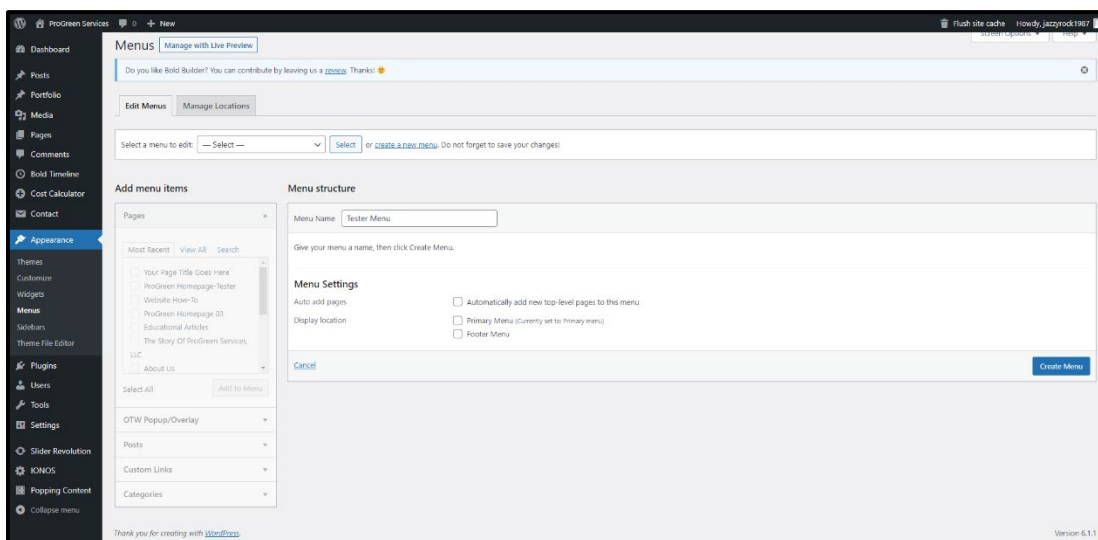 ProGreen Services 0 + New Flush site cache Howdy, jazzyrock1987
Screen Options Help
Dashboard
Posts
Portfolio
Media
Pages
Comments
Bold Timeline
Cost Calculator
Contact
Appearance
Themes
Customize
Widgets
Menus
Sidebars
Theme File Editor
Plugins
Users
Tools
Settings
Slider Revolution
IONOS
Popping Content
Collapse menu
Menus Manage with Live Preview
Do you like Bold Builder? You can contribute by leaving us a review. Thanks!
Edit Menus Manage Locations
Select a menu to edit: — Select — Select or create a new menu. Do not forget to save your changes!
Add menu items
Pages
Most Recent View All Search
Your Page Title Goes Here
ProGreen Homepage-Tester
Website How-To
ProGreen Homepage 03
Educational Articles
The Story Of ProGreen Services,
LLC
About Us
Select All Add to Menu
OTW Popup/Overlay
Posts
Custom Links
Categories
Menu structure
Menu Name Tester Menu
Give your menu a name, then click Create Menu.
Menu Settings
Auto add pages Automatically add new top-level pages to this menu
Display location Primary Menu (Currently set to: Primary menu)
Footer Menu
Cancel Create Menu
Thank you for creating with WordPress. Version 6.1.1